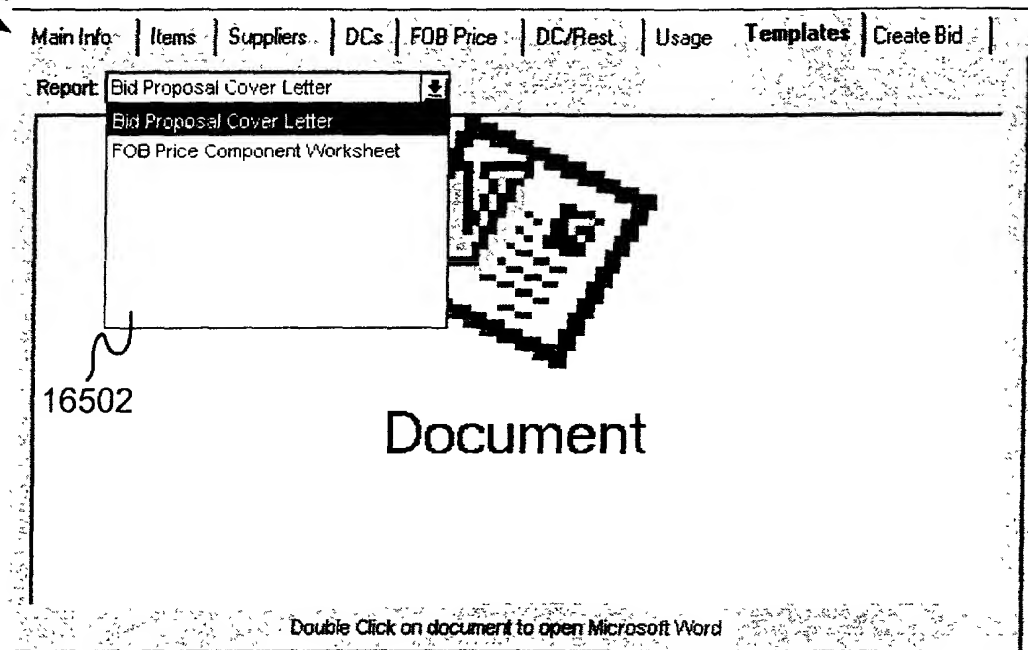 Main Info Items Suppliers DCs FOB Price DC/Rest. Usage Templates Create Bid
Report: Bid Proposal Cover Letter
Bid Proposal Cover Letter
FOB Price Component Worksheet
16502
Document
Double Click on document to open Microsoft Word